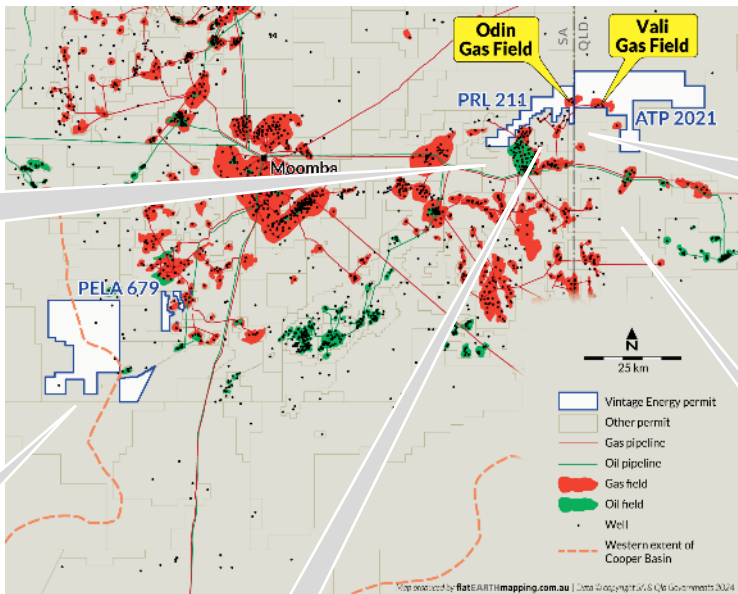 Odin
Gas Field
SA
QLD
Vali
Gas Field
PRL 211
ATP 2021
Moomba
PELA 679
N
25 km
Vintage Energy permit
Other permit
Gas pipeline
Oil pipeline
Gas field
Oil field
Well
Western extent of
Cooper Basin
Map produced by flatEARTHmapping.com.au | Data © copyright SA & Qld Governments 2024